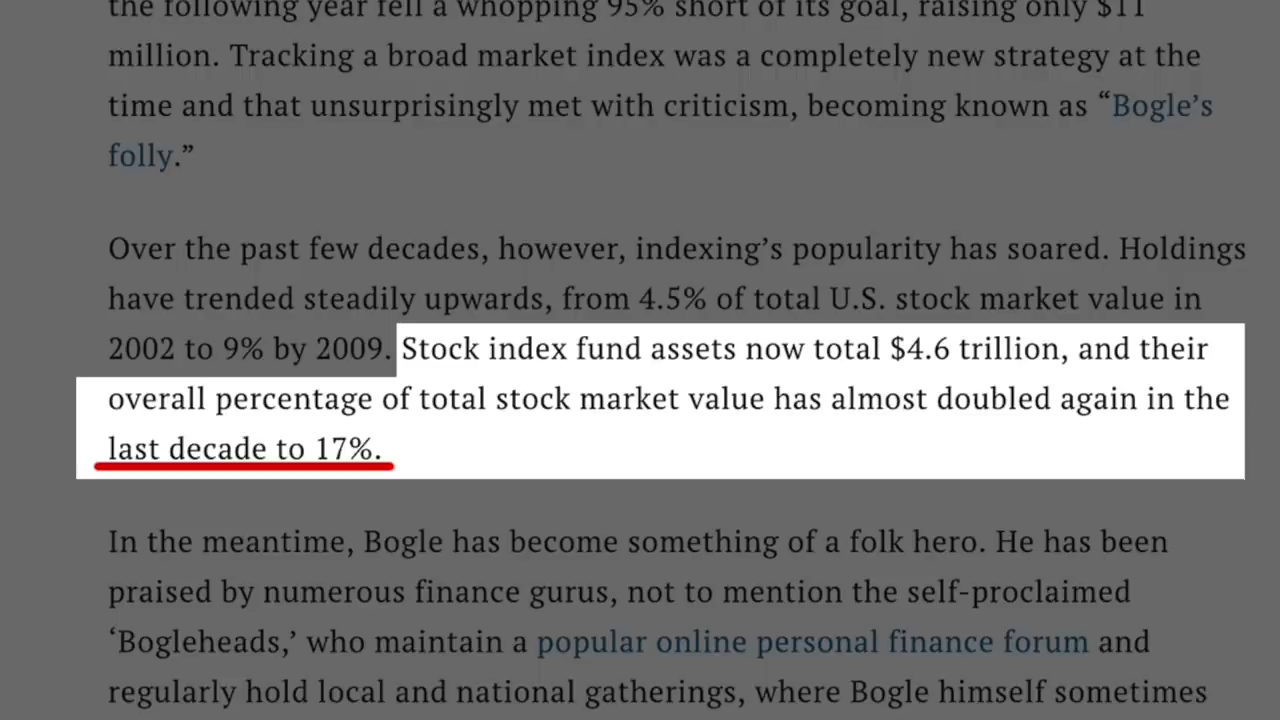 the following year fell a whopping 95% short of its goal, raising only $11
million. Tracking a broad market index was a completely new strategy at the
time and that unsurprisingly met with criticism, becoming known as “Bogle’s
folly.”
Over the past few decades, however, indexing’s popularity has soared. Holdings
have trended steadily upwards, from 4.5% of total U.S. stock market value in
2002 to 9% by 2009. Stock index fund assets now total $4.6 trillion, and their
overall percentage of total stock market value has almost doubled again in the
last decade to 17%.
In the meantime, Bogle has become something of a folk hero. He has been
praised by numerous finance gurus, not to mention the self-proclaimed
‘Bogleheads,’ who maintain a popular online personal finance forum and
regularly hold local and national gatherings, where Bogle himself sometimes